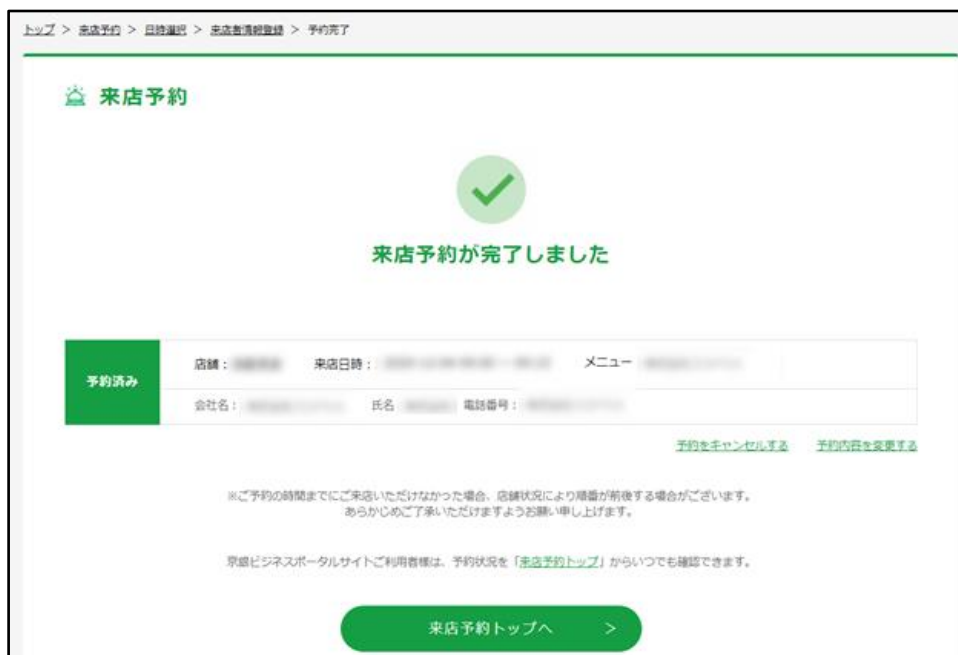 トップ > 来店予約 > 日時選択 > 来店者情報登録 > 予約完了
来店予約
来店予約が完了しました
予約済み
店舗： 来店日時： メニュー
会社名： 氏名 電話番号：
予約をキャンセルする 予約内容を変更する
※ご予約の時間までにご来店いただけなかった場合、店舗状況により順番が前後する場合がございます。
あらかじめご了承いただけますようお願い申し上げます。
京銀ビジネスポータルサイトご利用者様は、予約状況を「来店予約トップ」からいつでも確認できます。
来店予約トップへ >